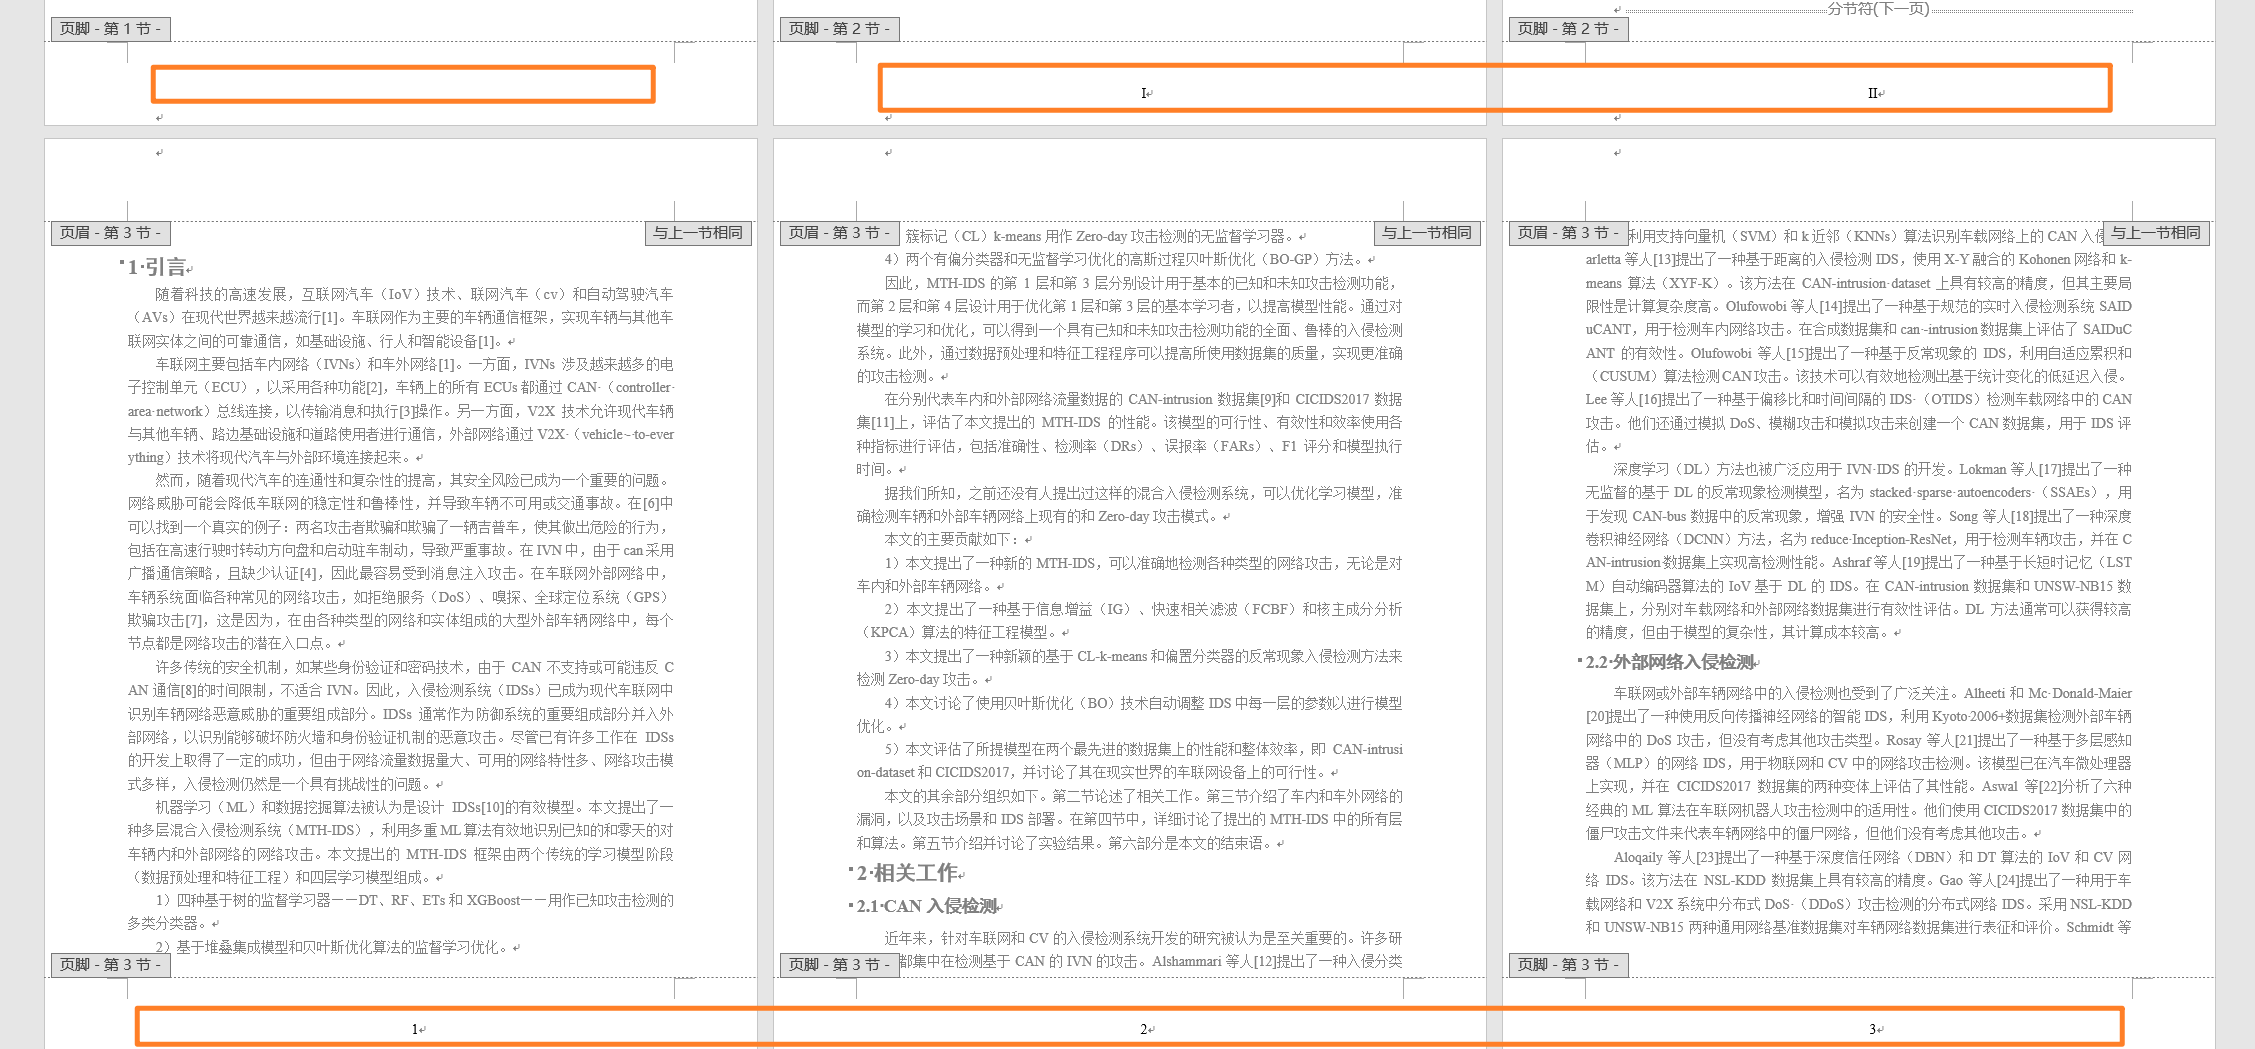 分节符(下一页)
页脚 - 第 1 节 -
页脚 - 第 2 节 -
页脚 - 第 2 节 -
I
II
页眉 - 第 3 节 -
与上一节相同
1·引言
随着科技的高速发展，互联网汽车（IoV）技术、联网汽车（cv）和自动驾驶汽车
（AVs）在现代世界越来越流行[1]。车联网作为主要的车辆通信框架，实现车辆与其他车
联网实体之间的可靠通信，如基础设施、行人和智能设备[1]。
车联网主要包括车内网络（IVNs）和车外网络[1]。一方面，IVNs 涉及越来越多的电
子控制单元（ECU），以采用各种功能[2]，车辆上的所有 ECUs 都通过 CAN·（controller·
area·network）总线连接，以传输消息和执行[3]操作。另一方面，V2X 技术允许现代车辆
与其他车辆、路边基础设施和道路使用者进行通信，外部网络通过 V2X·（vehicle~·to-ever
ything）技术将现代汽车与外部环境连接起来。
然而，随着现代汽车的连通性和复杂性的提高，其安全风险已成为一个重要的问题。
网络威胁可能会降低车联网的稳定性和鲁棒性，并导致车辆不可用或交通事故。在[6]中
可以找到一个真实的例子：两名攻击者欺骗和欺骗了一辆吉普车，使其做出危险的行为，
包括在高速行驶时转动方向盘和启动驻车制动，导致严重事故。在 IVN 中，由于 can 采用
广播通信策略，且缺少认证[4]，因此最容易受到消息注入攻击。在车联网外部网络中，
车辆系统面临各种常见的网络攻击，如拒绝服务（DoS）、嗅探、全球定位系统（GPS）
欺骗攻击[7]，这是因为，在由各种类型的网络和实体组成的大型外部车辆网络中，每个
节点都是网络攻击的潜在入口点。
许多传统的安全机制，如某些身份验证和密码技术，由于 CAN 不支持或可能违反 C
AN 通信[8]的时间限制，不适合 IVN。因此，入侵检测系统（IDSs）已成为现代车联网中
识别车辆网络恶意威胁的重要组成部分。IDSs 通常作为防御系统的重要组成部分并入外
部网络，以识别能够破坏防火墙和身份验证机制的恶意攻击。尽管已有许多工作在 IDSs
的开发上取得了一定的成功，但由于网络流量数据量大、可用的网络特性多、网络攻击模
式多样，入侵检测仍然是一个具有挑战性的问题。
机器学习（ML）和数据挖掘算法被认为是设计 IDSs[10]的有效模型。本文提出了一
种多层混合入侵检测系统（MTH-IDS），利用多重 ML 算法有效地识别已知的和零天的对
车辆内和外部网络的网络攻击。本文提出的 MTH-IDS 框架由两个传统的学习模型阶段
（数据预处理和特征工程）和四层学习模型组成。
1）四种基于树的监督学习器——DT、RF、ETs 和 XGBoost——用作已知攻击检测的
多类分类器。
2）基于堆叠集成模型和贝叶斯优化算法的监督学习优化。
页脚 - 第 3 节 -
1
页眉 - 第 3 节 -
与上一节相同
簇标记（CL）k-means 用作 Zero-day 攻击检测的无监督学习器。
4）两个有偏分类器和无监督学习优化的高斯过程贝叶斯优化（BO-GP）方法。
因此，MTH-IDS 的第 1 层和第 3 层分别设计用于基本的已知和未知攻击检测功能，
而第 2 层和第 4 层设计用于优化第 1 层和第 3 层的基本学习者，以提高模型性能。通过对
模型的学习和优化，可以得到一个具有已知和未知攻击检测功能的全面、鲁棒的入侵检测
系统。此外，通过数据预处理和特征工程程序可以提高所使用数据集的质量，实现更准确
的攻击检测。
在分别代表车内和外部网络流量数据的 CAN-intrusion 数据集[9]和 CICIDS2017 数据
集[11]上，评估了本文提出的 MTH-IDS 的性能。该模型的可行性、有效性和效率使用各
种指标进行评估，包括准确性、检测率（DRs）、误报率（FARs）、F1 评分和模型执行
时间。
据我们所知，之前还没有人提出过这样的混合入侵检测系统，可以优化学习模型，准
确检测车辆和外部车辆网络上现有的和 Zero-day 攻击模式。
本文的主要贡献如下：
1）本文提出了一种新的 MTH-IDS，可以准确地检测各种类型的网络攻击，无论是对
车内和外部车辆网络。
2）本文提出了一种基于信息增益（IG）、快速相关滤波（FCBF）和核主成分分析
（KPCA）算法的特征工程模型。
3）本文提出了一种新颖的基于 CL-k-means 和偏置分类器的反常现象入侵检测方法来
检测 Zero-day 攻击。
4）本文讨论了使用贝叶斯优化（BO）技术自动调整 IDS 中每一层的参数以进行模型
优化。
5）本文评估了所提模型在两个最先进的数据集上的性能和整体效率，即 CAN-intrusi
on-dataset 和 CICIDS2017，并讨论了其在现实世界的车联网设备上的可行性。
本文的其余部分组织如下。第二节论述了相关工作。第三节介绍了车内和车外网络的
漏洞，以及攻击场景和 IDS 部署。在第四节中，详细讨论了提出的 MTH-IDS 中的所有层
和算法。第五节介绍并讨论了实验结果。第六部分是本文的结束语。
2·相关工作
2.1·CAN 入侵检测
近年来，针对车联网和 CV 的入侵检测系统开发的研究被认为是至关重要的。许多研
部集中在检测基于 CAN 的 IVN 的攻击。Alshammari 等人[12]提出了一种入侵分类
页脚 - 第 3 节 -
2
页眉 - 第 3 节 -
与上一节相同
利用支持向量机（SVM）和 k 近邻（KNNs）算法识别车载网络上的 CAN 入
arletta 等人[13]提出了一种基于距离的入侵检测 IDS，使用 X-Y 融合的 Kohonen 网络和 k-
means 算法（XYF-K）。该方法在 CAN-intrusion·dataset 上具有较高的精度，但其主要局
限性是计算复杂度高。Olufowobi 等人[14]提出了一种基于规范的实时入侵检测系统 SAID
uCANT，用于检测车内网络攻击。在合成数据集和 can·-intrusion 数据集上评估了 SAIDuC
ANT 的有效性。Olufowobi 等人[15]提出了一种基于反常现象的 IDS，利用自适应累积和
（CUSUM）算法检测 CAN 攻击。该技术可以有效地检测出基于统计变化的低延迟入侵。
Lee 等人[16]提出了一种基于偏移比和时间间隔的 IDS·（OTIDS）检测车载网络中的 CAN
攻击。他们还通过模拟 DoS、模糊攻击和模拟攻击来创建一个 CAN 数据集，用于 IDS 评
估。
深度学习（DL）方法也被广泛应用于 IVN·IDS 的开发。Lokman 等人[17]提出了一种
无监督的基于 DL 的反常现象检测模型，名为 stacked·sparse·autoencoders·（SSAEs），用
于发现 CAN-bus 数据中的反常现象，增强 IVN 的安全性。Song 等人[18]提出了一种深度
卷积神经网络（DCNN）方法，名为 reduce·Inception-ResNet，用于检测车辆攻击，并在 C
AN-intrusion 数据集上实现高检测性能。Ashraf 等人[19]提出了一种基于长短时记忆（LST
M）自动编码器算法的 IoV 基于 DL 的 IDS。在 CAN-intrusion 数据集和 UNSW-NB15 数
据集上，分别对车载网络和外部网络数据集进行有效性评估。DL 方法通常可以获得较高
的精度，但由于模型的复杂性，其计算成本较高。
2.2·外部网络入侵检测
车联网或外部车辆网络中的入侵检测也受到了广泛关注。Alheeti 和 Mc·Donald-Maier
[20]提出了一种使用反向传播神经网络的智能 IDS，利用 Kyoto·2006+数据集检测外部车辆
网络中的 DoS 攻击，但没有考虑其他攻击类型。Rosay 等人[21]提出了一种基于多层感知
器（MLP）的网络 IDS，用于物联网和 CV 中的网络攻击检测。该模型已在汽车微处理器
上实现，并在 CICIDS2017 数据集的两种变体上评估了其性能。Aswal 等[22]分析了六种
经典的 ML 算法在车联网机器人攻击检测中的适用性。他们使用 CICIDS2017 数据集中的
僵尸攻击文件来代表车辆网络中的僵尸网络，但他们没有考虑其他攻击。
Aloqaily 等人[23]提出了一种基于深度信任网络（DBN）和 DT 算法的 IoV 和 CV 网
络 IDS。该方法在 NSL-KDD 数据集上具有较高的精度。Gao 等人[24]提出了一种用于车
载网络和 V2X 系统中分布式 DoS·（DDoS）攻击检测的分布式网络 IDS。采用 NSL-KDD
和 UNSW-NB15 两种通用网络基准数据集对车辆网络数据集进行表征和评价。Schmidt 等
页脚 - 第 3 节 -
3